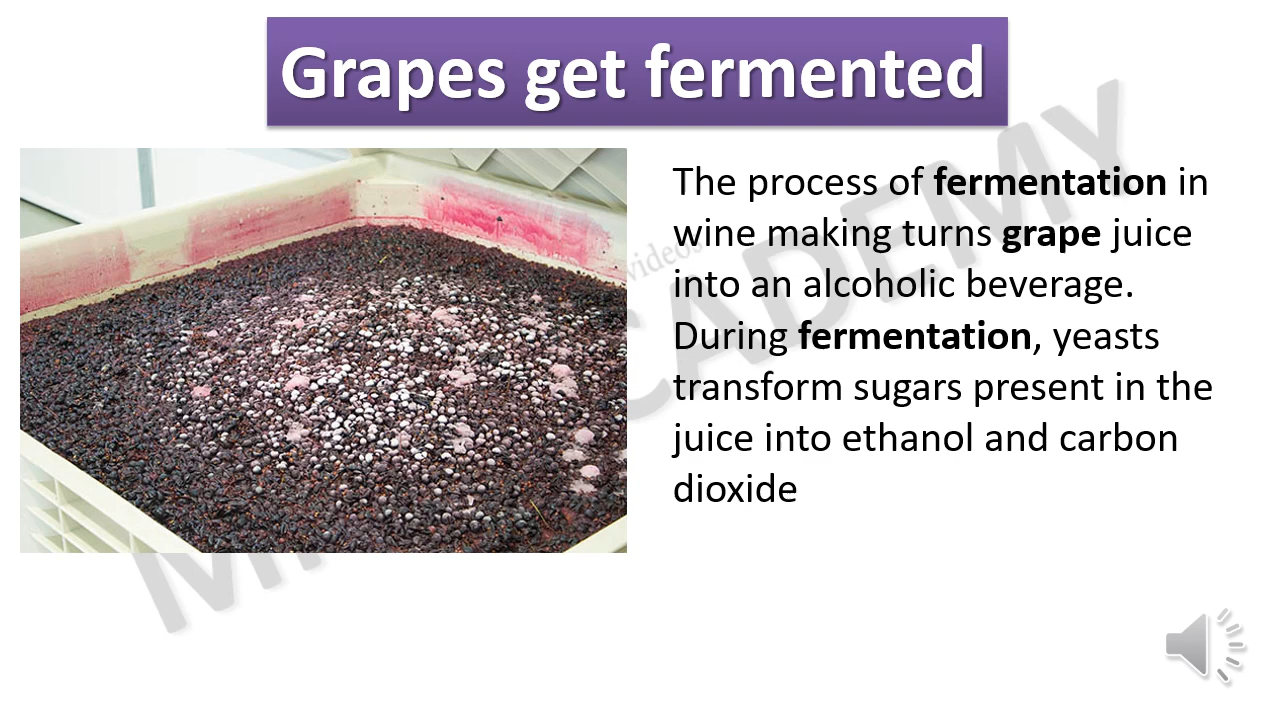 Grapes get fermented
The process of fermentation in
wine making turns grape juice
into an alcoholic beverage.
During fermentation, yeasts
transform sugars present in the
juice into ethanol and carbon
dioxide
videos